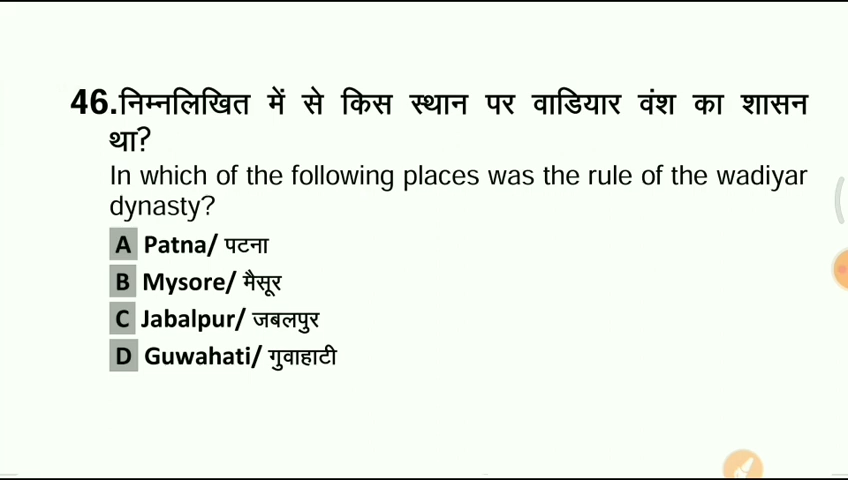 46.निम्नलिखित में से किस स्थान पर वाडियार वंश का शासन
था?
In which of the following places was the rule of the wadiyar
dynasty?
A Patna/ पटना
B Mysore/ मैसूर
C Jabalpur/ जबलपुर
D Guwahati/ गुवाहाटी